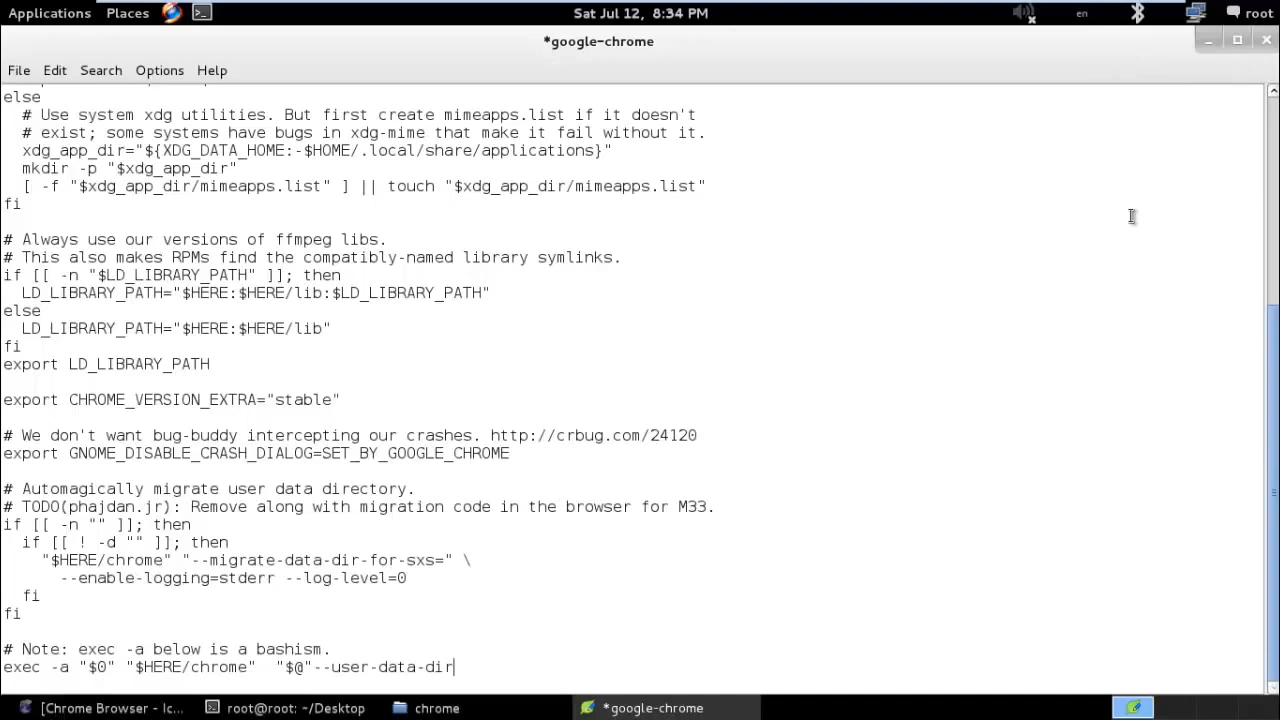 Applications Places Sat Jul 12, 8:34 PM en root
*google-chrome
File Edit Search Options Help
else
  # Use system xdg utilities. But first create mimeapps.list if it doesn't
  # exist; some systems have bugs in xdg-mime that make it fail without it.
  xdg_app_dir="${XDG_DATA_HOME:-$HOME/.local/share/applications}"
  mkdir -p "$xdg_app_dir"
  [ -f "$xdg_app_dir/mimeapps.list" ] || touch "$xdg_app_dir/mimeapps.list"
fi
# Always use our versions of ffmpeg libs.
# This also makes RPMs find the compatibly-named library symlinks.
if [[ -n "$LD_LIBRARY_PATH" ]]; then
  LD_LIBRARY_PATH="$HERE:$HERE/lib:$LD_LIBRARY_PATH"
else
  LD_LIBRARY_PATH="$HERE:$HERE/lib"
fi
export LD_LIBRARY_PATH
export CHROME_VERSION_EXTRA="stable"
# We don't want bug-buddy intercepting our crashes. http://crbug.com/24120
export GNOME_DISABLE_CRASH_DIALOG=SET_BY_GOOGLE_CHROME
# Automagically migrate user data directory.
# TODO(phajdan.jr): Remove along with migration code in the browser for M33.
if [[ -n "" ]]; then
  if [[ ! -d "" ]]; then
    "$HERE/chrome" "--migrate-data-dir-for-sxs=" \
      --enable-logging=stderr --log-level=0
  fi
fi
# Note: exec -a below is a bashism.
exec -a "$0" "$HERE/chrome"  "$@"--user-data-dir
[Chrome Browser - Ic... root@root: ~/Desktop chrome *google-chrome